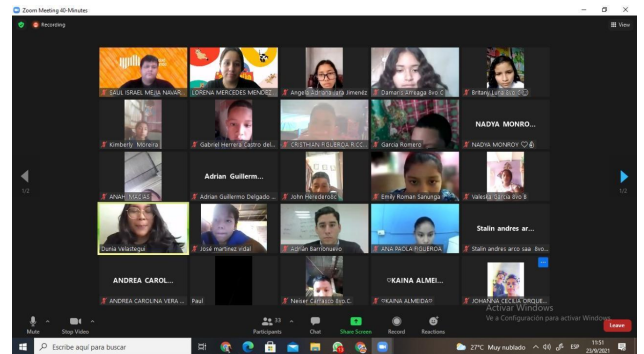 Zoom Meeting 40-Minutes
Recording
View
SAUL ISRAEL MEJIA NAVAR...
LORENA MERCEDES MENDEZ...
Angela Adriana Jara Jimenéz
Damaris Arreaga 8vo C
Britany Luna 8vo C
Kimberly Moreira
Gabriel Herrera Castro del...
CRISTHIAN FIGUEROA RICC...
Garcia Romero
NADYA MONRO...
NADYA MONROY
1/2
1/2
ANAHI MACIAS
Adrian Guillerm...
Adrian Guillermo Delgado ...
John Heredero8c
Emily Roman Sanunga
Valeska Garcia 8vo B
Dunia Velastegui
José martinez vidal
Adrián Barrionuevo
ANA PAOLA FIGUEROA
Stalin andres ar...
Stalin andres arco saa 8vo...
ANDREA CAROL...
ANDREA CAROLINA VERA ...
Paul
Neiser Carrasco 8vo.C.
KAINA ALMEI...
KAINA ALMEIDA
JOHANNA CECILIA ORQUE...
Activar Windows
Ve a Configuración para activar Windows.
Mute
Stop Video
33
Participants
Chat
Share Screen
Record
Reactions
Leave
Escribe aquí para buscar
27°C Muy nublado
ESP
11:51
23/9/2021